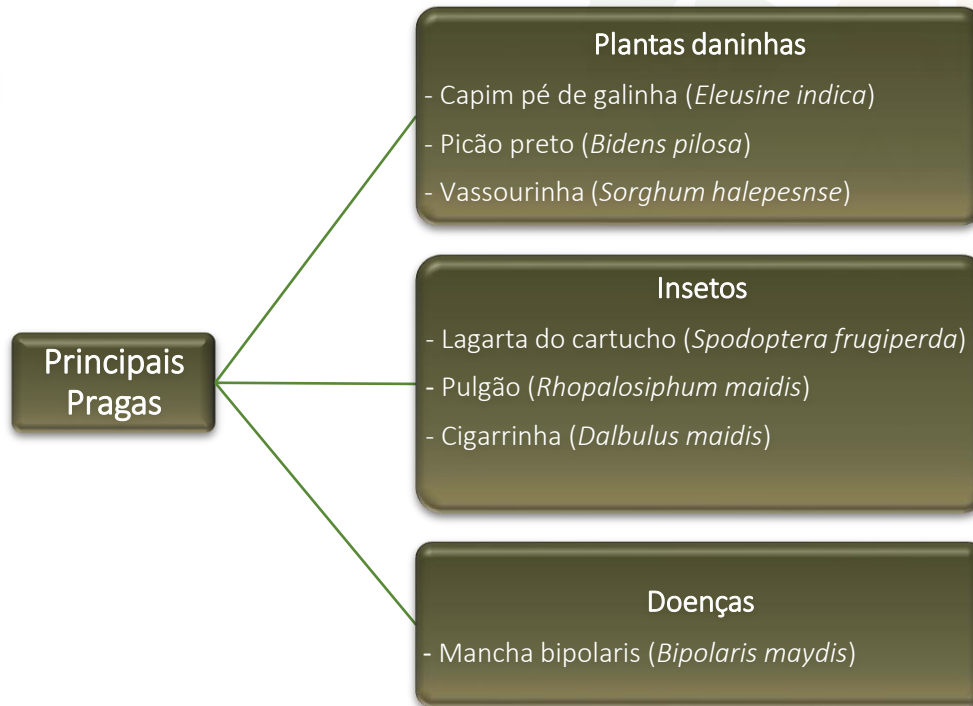 Principais
Pragas
Plantas daninhas
- Capim pé de galinha (Eleusine indica)
- Picão preto (Bidens pilosa)
- Vassourinha (Sorghum halepesnse)
Insetos
- Lagarta do cartucho (Spodoptera frugiperda)
- Pulgão (Rhopalosiphum maidis)
- Cigarrinha (Dalbulus maidis)
Doenças
- Mancha bipolaris (Bipolaris maydis)